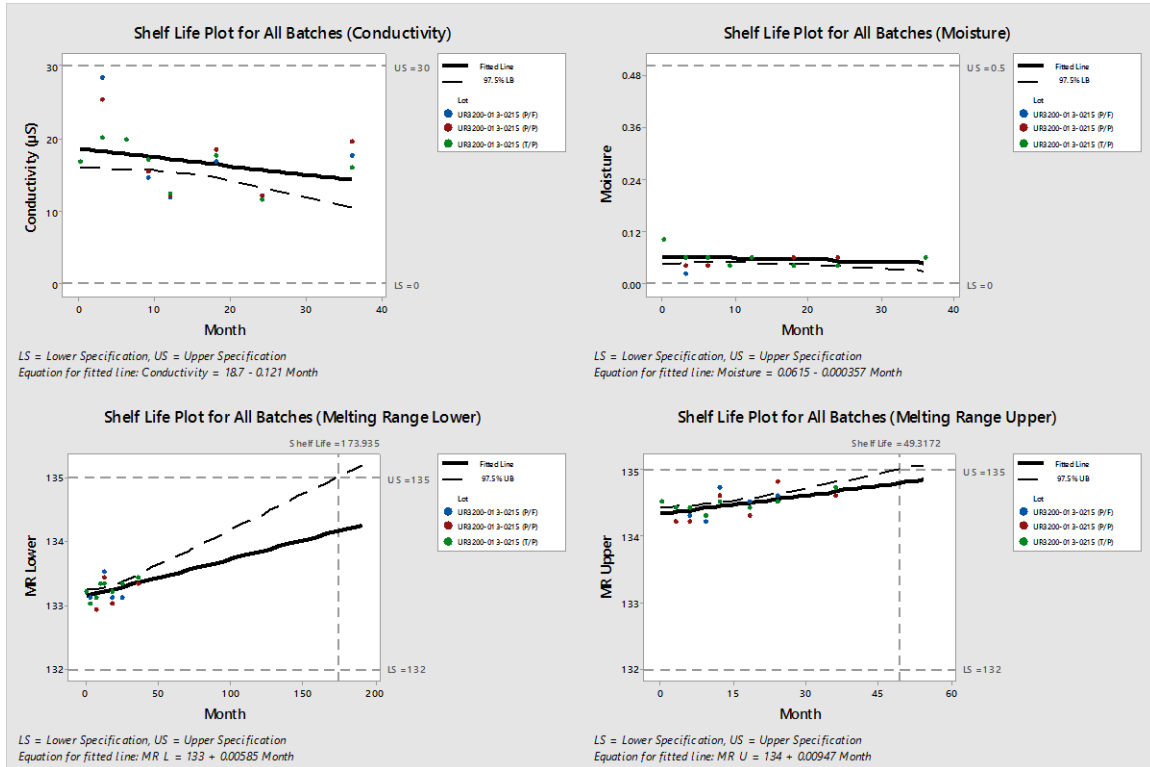 Shelf Life Plot for All Batches (Conductivity)
30
20
10
0
Conductivity (µS)
0
10
20
30
40
Month
US = 30
LS = 0
Fitted Line
97.5% LB
Lot
UR3200-013-0215 (P/F)
UR3200-013-0215 (P/P)
UR3200-013-0215 (T/P)
LS = Lower Specification, US = Upper Specification
Equation for fitted line: Conductivity = 18.7 - 0.121 Month
Shelf Life Plot for All Batches (Moisture)
0.48
0.36
0.24
0.12
0.00
Moisture
0
10
20
30
40
Month
US = 0.5
LS = 0
Fitted Line
97.5% LB
Lot
UR3200-013-0215 (P/F)
UR3200-013-0215 (P/P)
UR3200-013-0215 (T/P)
LS = Lower Specification, US = Upper Specification
Equation for fitted line: Moisture = 0.0615 - 0.000357 Month
Shelf Life Plot for All Batches (Melting Range Lower)
Shelf Life = 173.935
135
134
133
132
MR Lower
0
50
100
150
200
Month
US = 135
LS = 132
Fitted Line
97.5% UB
Lot
UR3200-013-0215 (P/F)
UR3200-013-0215 (P/P)
UR3200-013-0215 (T/P)
LS = Lower Specification, US = Upper Specification
Equation for fitted line: MR L = 133 + 0.00585 Month
Shelf Life Plot for All Batches (Melting Range Upper)
Shelf Life = 49.3172
135
134
133
132
MR Upper
0
15
30
45
60
Month
US = 135
LS = 132
Fitted Line
97.5% UB
Lot
UR3200-013-0215 (P/F)
UR3200-013-0215 (P/P)
UR3200-013-0215 (T/P)
LS = Lower Specification, US = Upper Specification
Equation for fitted line: MR U = 134 + 0.00947 Month